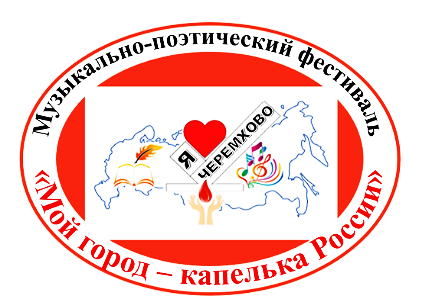 Музыкально-поэтический фестиваль
Я
ЧЕРЕМХОВО
«Мой город – капелька России»